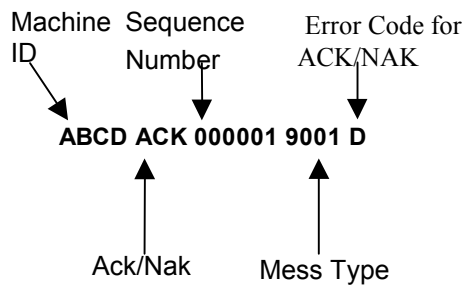 Machine ID
Sequence Number
Error Code for
ACK/NAK
ABCD ACK 000001 9001 D
Ack/Nak
Mess Type